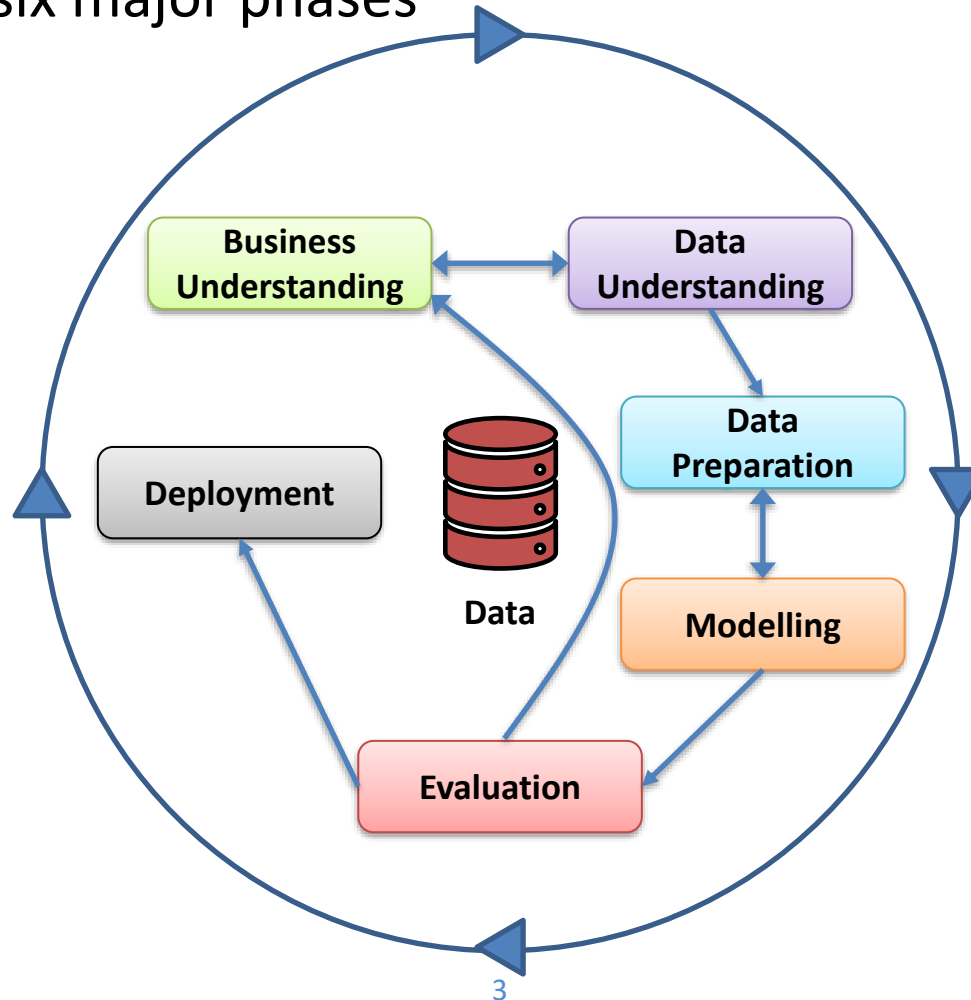 six major phases
Business
Understanding
Data
Understanding
Data
Preparation
Deployment
Data
Modelling
Evaluation
3